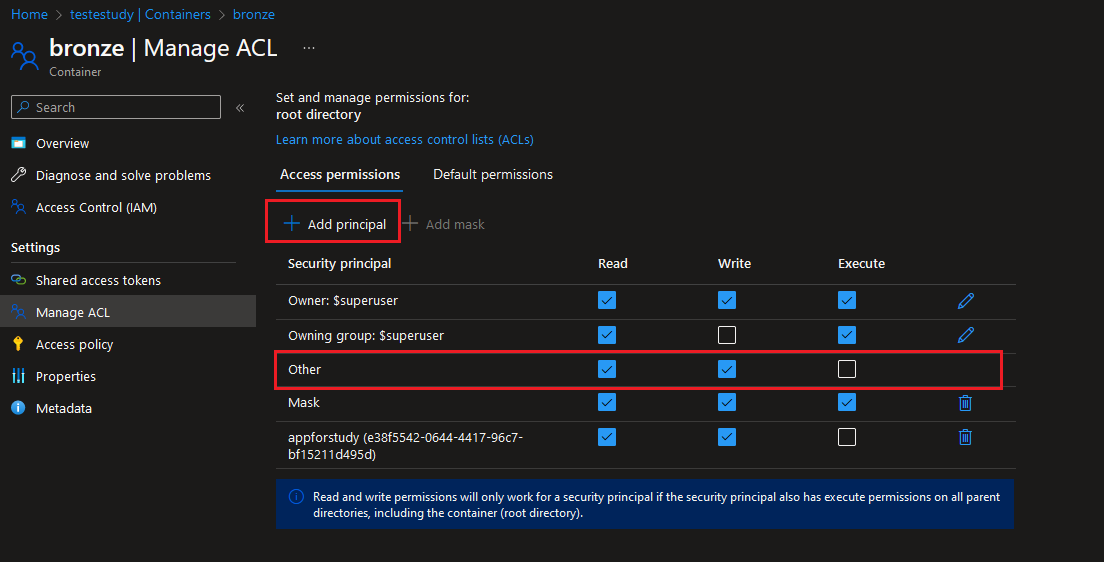 Home > testestudy | Containers > bronze
bronze | Manage ACL ...
Container
Search «
Overview
Diagnose and solve problems
Access Control (IAM)
Settings
Shared access tokens
Manage ACL
Access policy
Properties
Metadata
Set and manage permissions for:
root directory
Learn more about access control lists (ACLs)
Access permissions Default permissions
Add principal Add mask
Security principal Read Write Execute
Owner: $superuser
Owning group: $superuser
Other
Mask
appforstudy (e38f5542-0644-4417-96c7-
bf15211d495d)
Read and write permissions will only work for a security principal if the security principal also has execute permissions on all parent
directories, including the container (root directory).